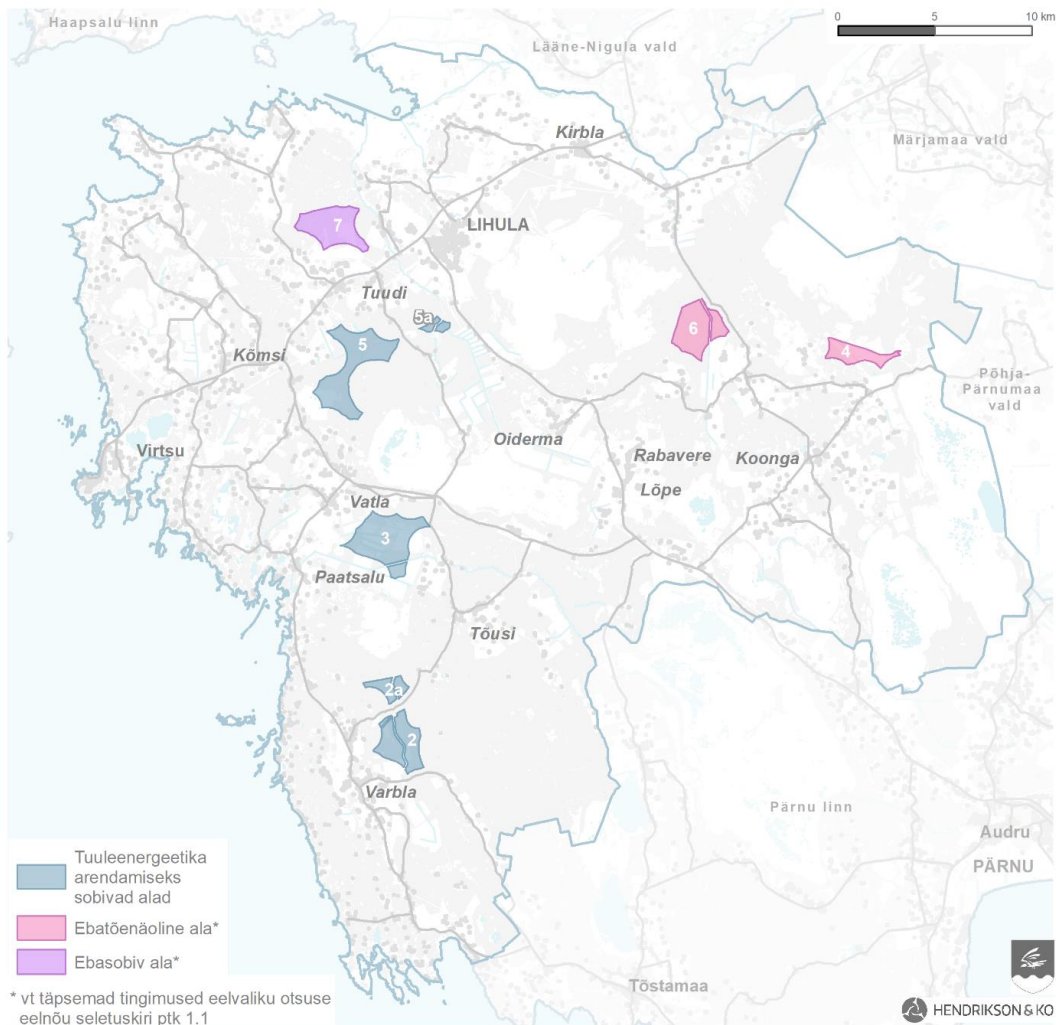 Haapsalu linn
0 5 10 km
Lääne-Nigula vald
Kirbla
Märjamaa vald
7
LIHULA
Tuudi
5a
6
5
4
Kõmsi
Põhja-
Pärnumaa
vald
Oiderma
Virtsu
Rabavere
Koonga
Lõpe
Vatla
3
Paatsalu
Tõusi
2a
2
Varbla
Pärnu linn
Audru
PÄRNU
Tuuleenergeetika
arendamiseks
sobivad alad
Ebatõenäoline ala*
Ebasobiv ala*
* vt täpsemad tingimused eelvaliku otsuse
eelnõu seletuskiri ptk 1.1
Tõstamaa
HENDRIKSON & KO